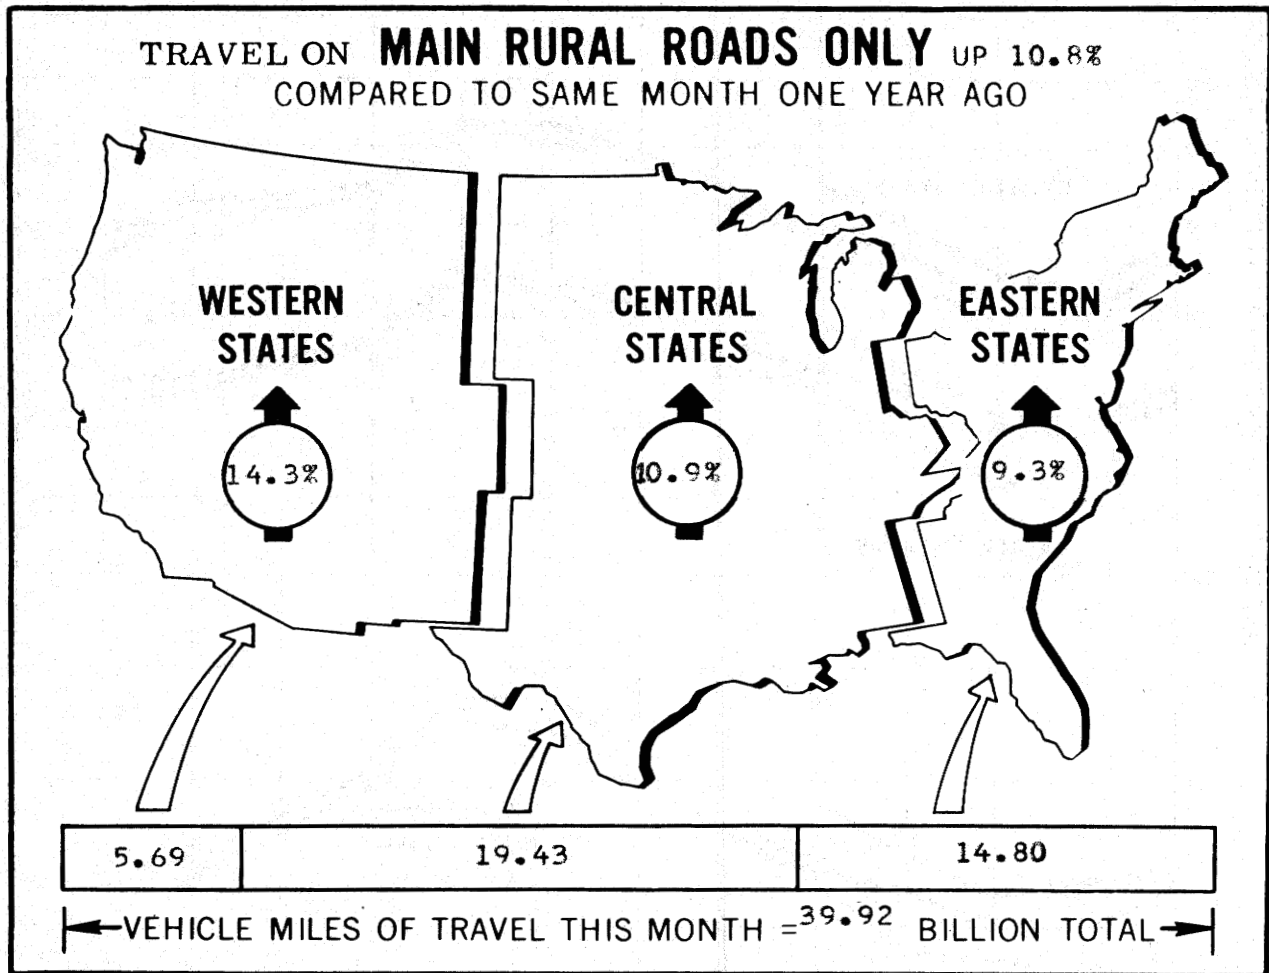 TRAVEL ON MAIN RURAL ROADS ONLY UP 10.8%
COMPARED TO SAME MONTH ONE YEAR AGO
WESTERN
STATES
14.3%
CENTRAL
STATES
10.9%
EASTERN
STATES
9.3%
5.69
19.43
14.80
VEHICLE MILES OF TRAVEL THIS MONTH = 39.92 BILLION TOTAL